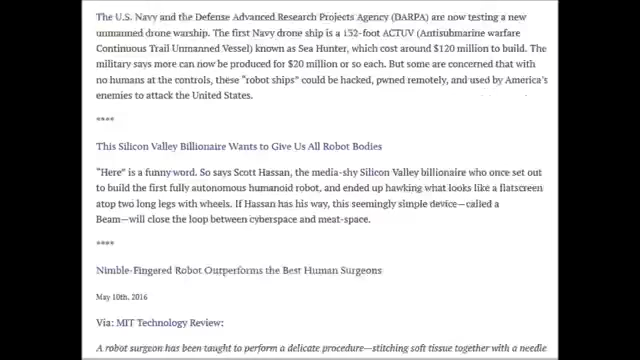 The U.S. Navy and the Defense Advanced Research Projects Agency (DARPA) are now testing a new
unmanned drone warship. The first Navy drone ship is a 132-foot ACTUV (Antisubmarine warfare
Continuous Trail Unmanned Vessel) known as Sea Hunter, which cost around $120 million to build. The
military says more can now be produced for $20 million or so each. But some are concerned that with
no humans at the controls, these “robot ships” could be hacked, pwned remotely, and used by America’s
enemies to attack the United States.
****
This Silicon Valley Billionaire Wants to Give Us All Robot Bodies
“Here” is a funny word. So says Scott Hassan, the media-shy Silicon Valley billionaire who once set out
to build the first fully autonomous humanoid robot, and ended up hawking what looks like a flatscreen
atop two long legs with wheels. If Hassan has his way, this seemingly simple device—called a
Beam—will close the loop between cyberspace and meat-space.
****
Nimble-Fingered Robot Outperforms the Best Human Surgeons
May 10th, 2016
Via: MIT Technology Review:
A robot surgeon has been taught to perform a delicate procedure—stitching soft tissue together with a needle